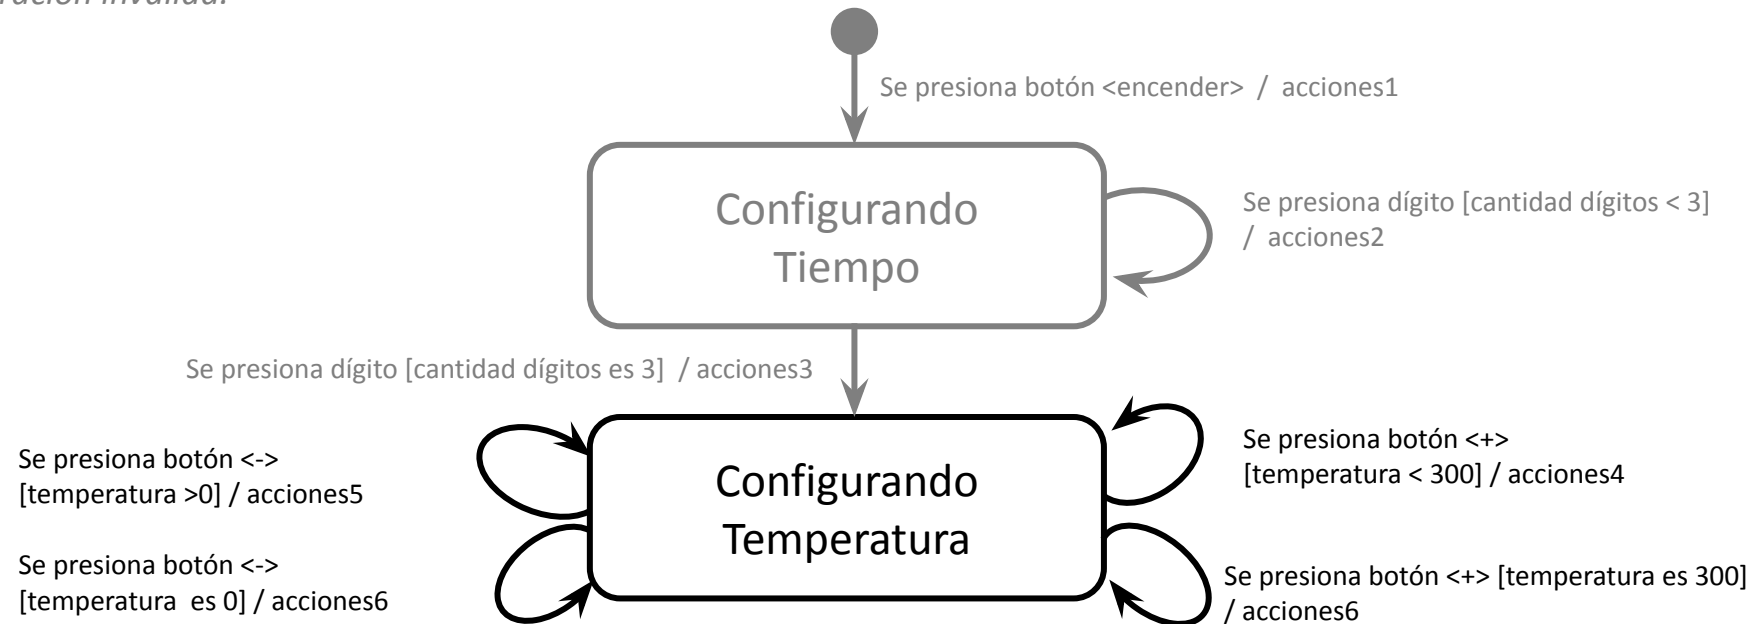 Se presiona botón <encender> / acciones1
Configurando
Tiempo
Se presiona dígito [cantidad dígitos < 3]
/ acciones2
Se presiona dígito [cantidad dígitos es 3] / acciones3
Se presiona botón <->
[temperatura >0] / acciones5
Configurando
Temperatura
Se presiona botón <+>
[temperatura < 300] / acciones4
Se presiona botón <->
[temperatura es 0] / acciones6
Se presiona botón <+> [temperatura es 300]
/ acciones6